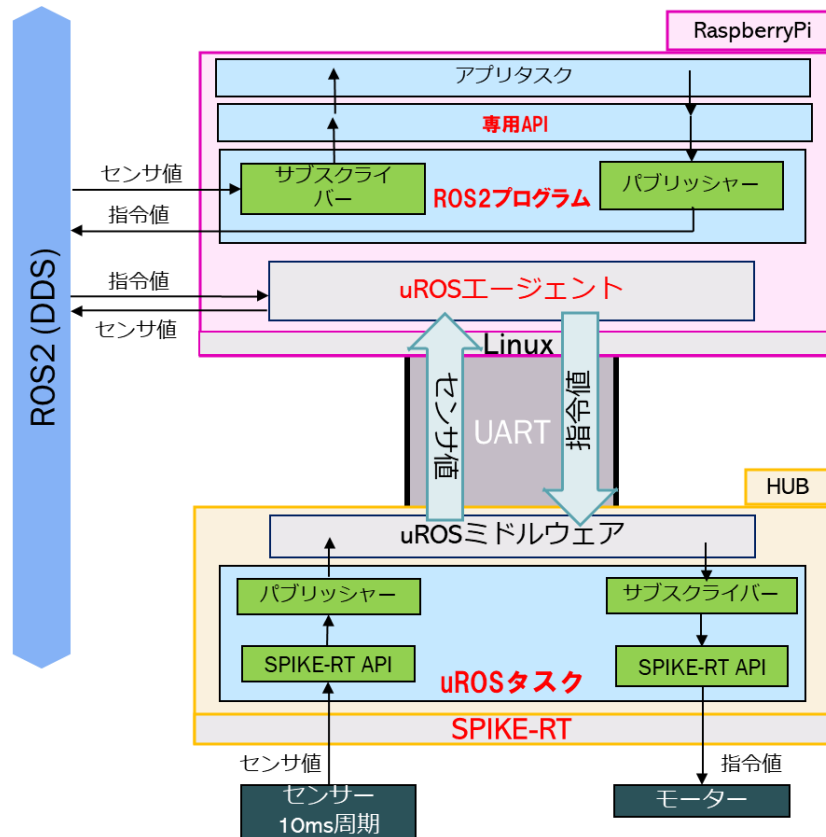 RaspberryPi
アプリタスク
専用API
サブスクライ
バー
ROS2プログラム
パブリッシャー
センサ値
指令値
ROS2 (DDS)
指令値
センサ値
uROSエージェント
Linux
センサ値
UART
指令値
HUB
uROSミドルウェア
パブリッシャー
サブスクライバー
SPIKE-RT API
SPIKE-RT API
uROSタスク
SPIKE-RT
センサ値
指令値
センサー
10ms周期
モーター